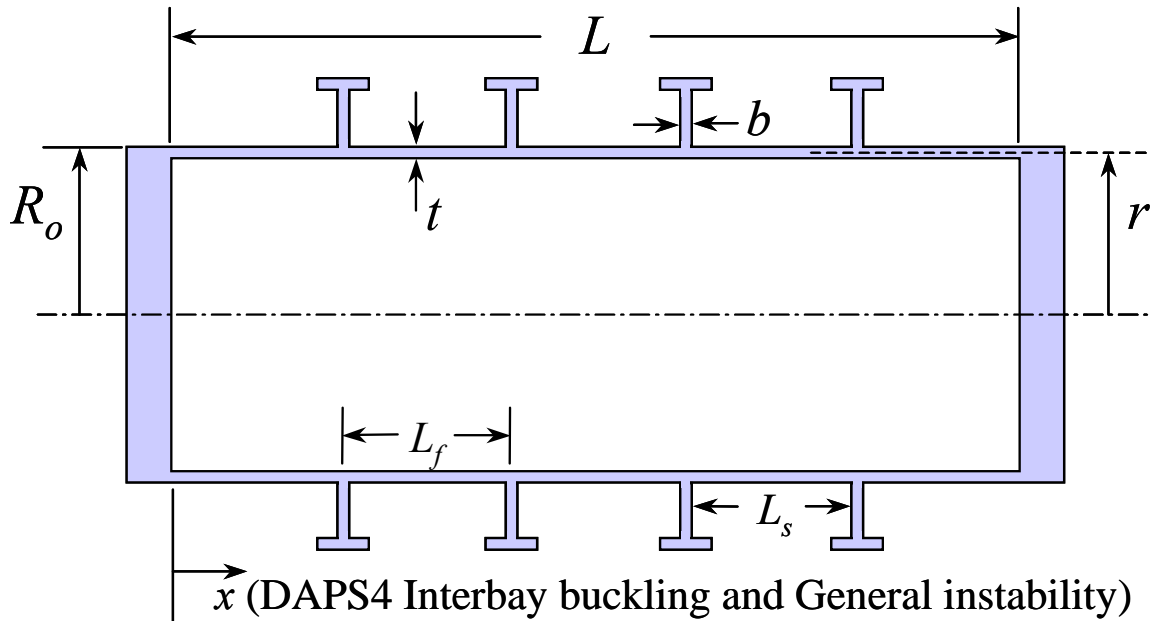 L
b
R_o
t
r
L_f
L_s
x (DAPS4 Interbay buckling and General instability)